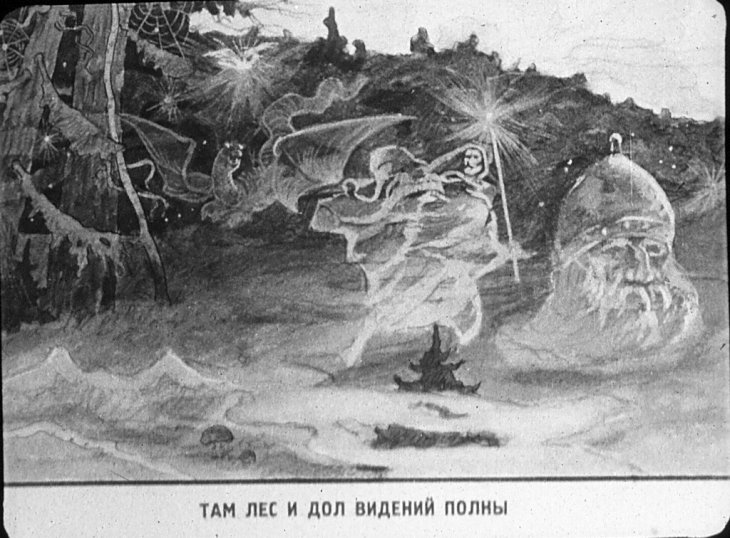 ТАМ ЛЕС И ДОЛ ВИДЕНИЙ ПОЛНЫ